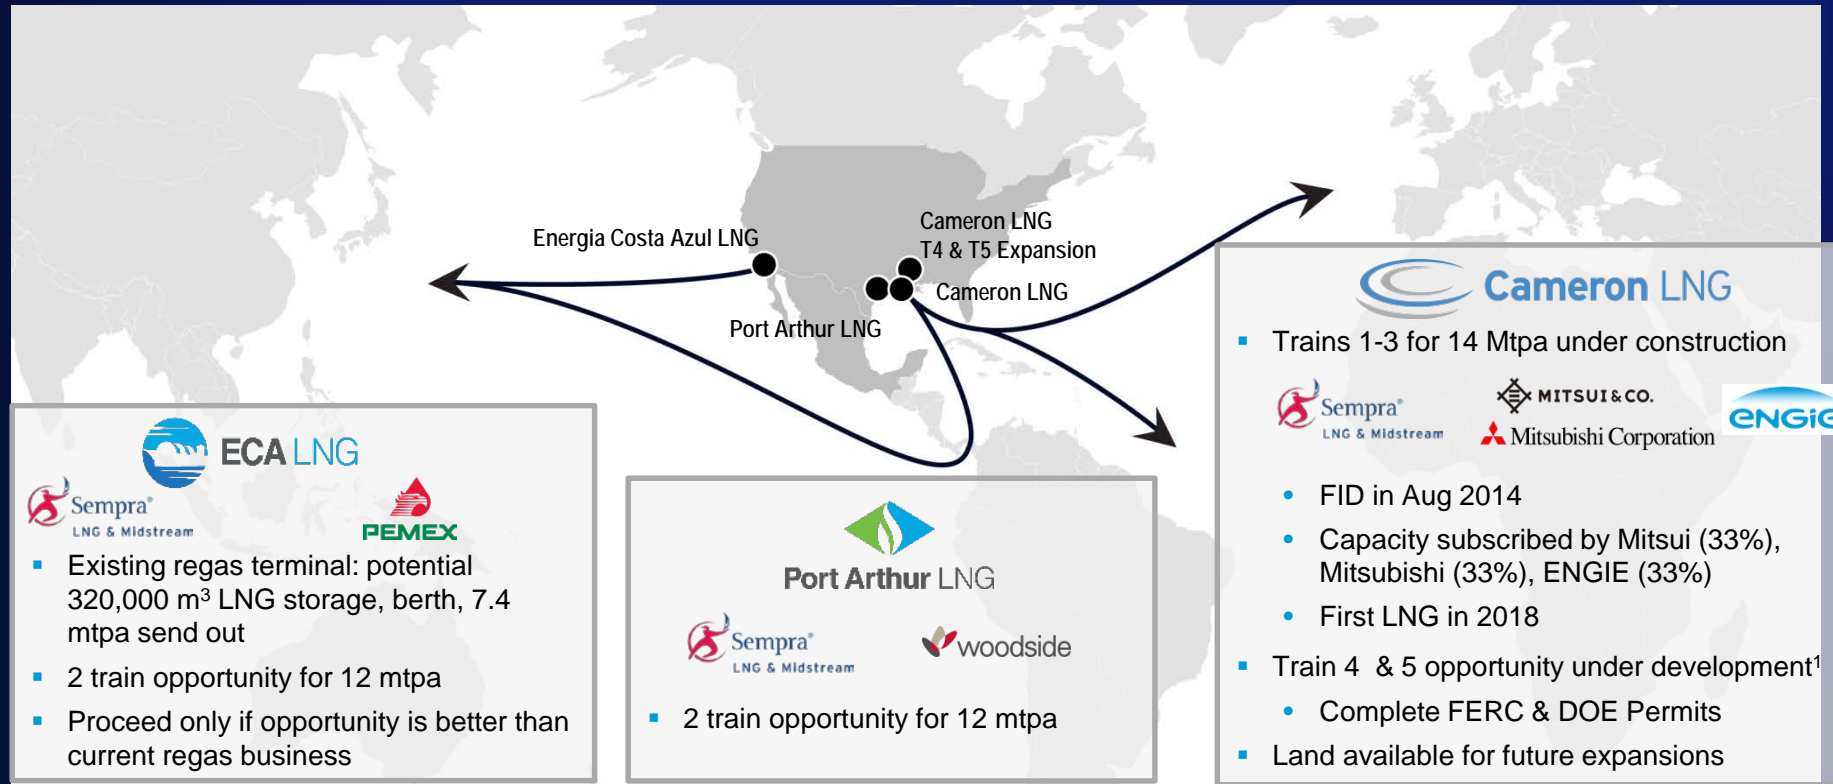 Energia Costa Azul LNG
Cameron LNG
T4 & T5 Expansion
Cameron LNG
Port Arthur LNG
ECA LNG
Sempra®
LNG & Midstream
PEMEX
▪ Existing regas terminal: potential
320,000 m³ LNG storage, berth, 7.4
mtpa send out
▪ 2 train opportunity for 12 mtpa
▪ Proceed only if opportunity is better than
current regas business
Port Arthur LNG
Sempra®
LNG & Midstream
woodside
▪ 2 train opportunity for 12 mtpa
Cameron LNG
▪ Trains 1-3 for 14 Mtpa under construction
Sempra®
LNG & Midstream
MITSUI & CO.
Mitsubishi Corporation
ENGIE
• FID in Aug 2014
• Capacity subscribed by Mitsui (33%),
Mitsubishi (33%), ENGIE (33%)
• First LNG in 2018
▪ Train 4 & 5 opportunity under development¹
• Complete FERC & DOE Permits
▪ Land available for future expansions